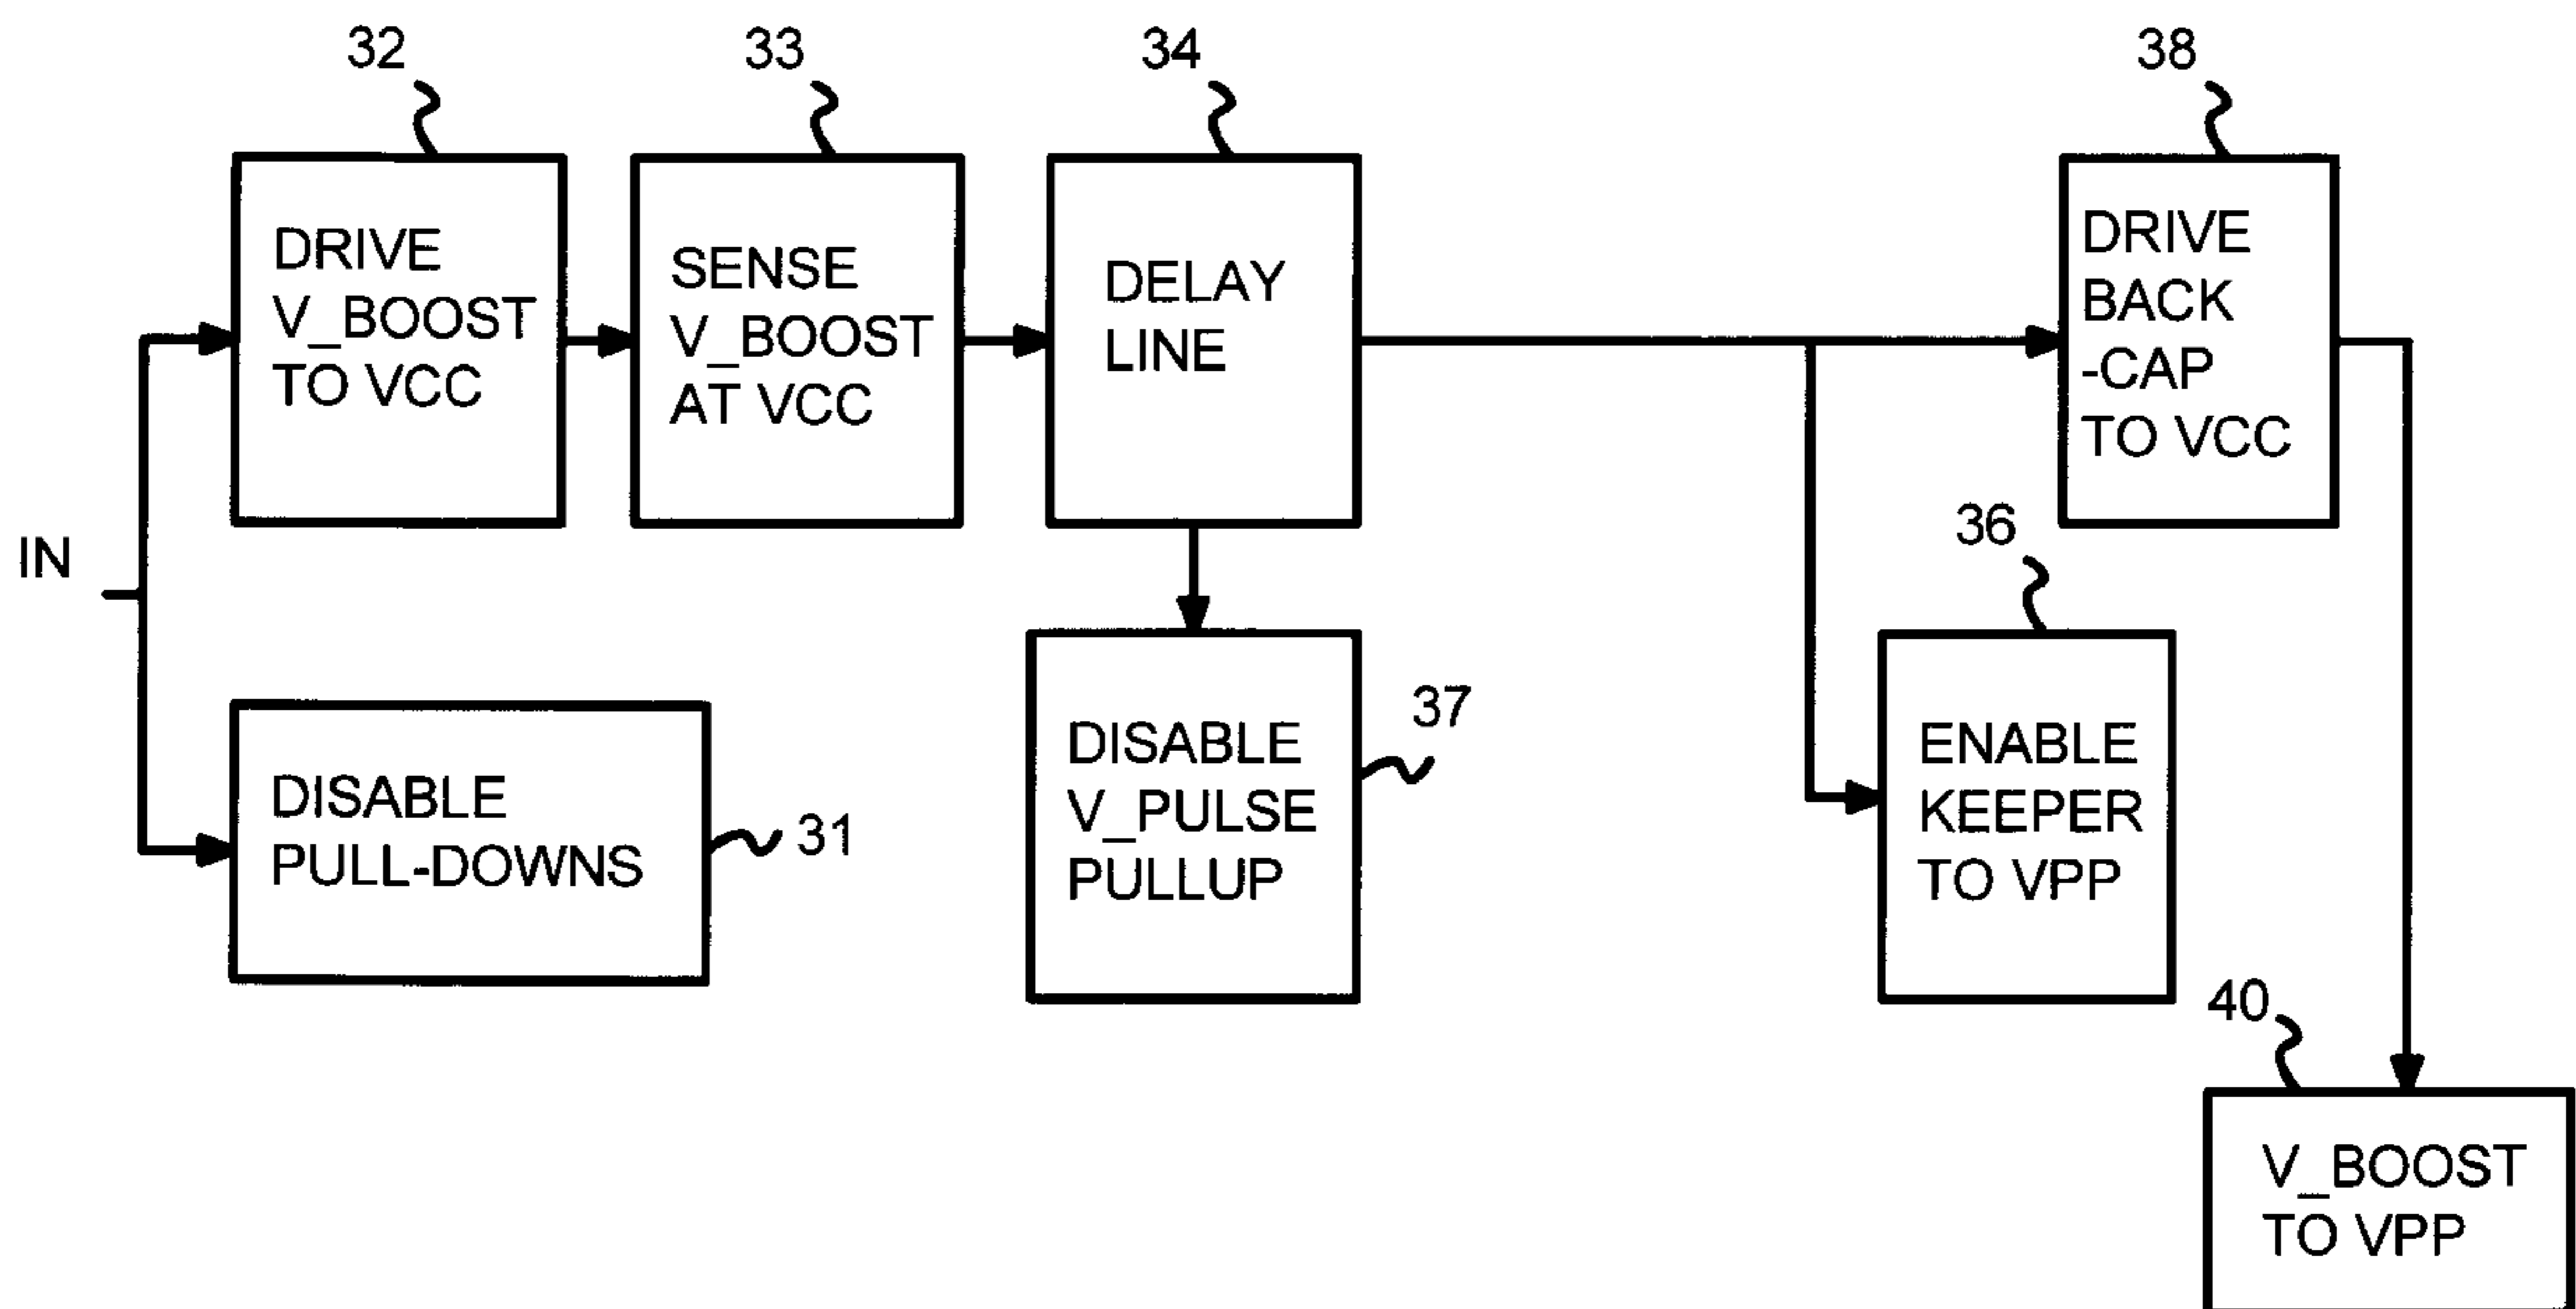 32
33
34
38
DRIVE
V_BOOST
TO VCC
SENSE
V_BOOST
AT VCC
DELAY
LINE
DRIVE
BACK
-CAP
TO VCC
IN
36
DISABLE
PULL-DOWNS
31
DISABLE
V_PULSE
PULLUP
37
ENABLE
KEEPER
TO VPP
40
V_BOOST
TO VPP